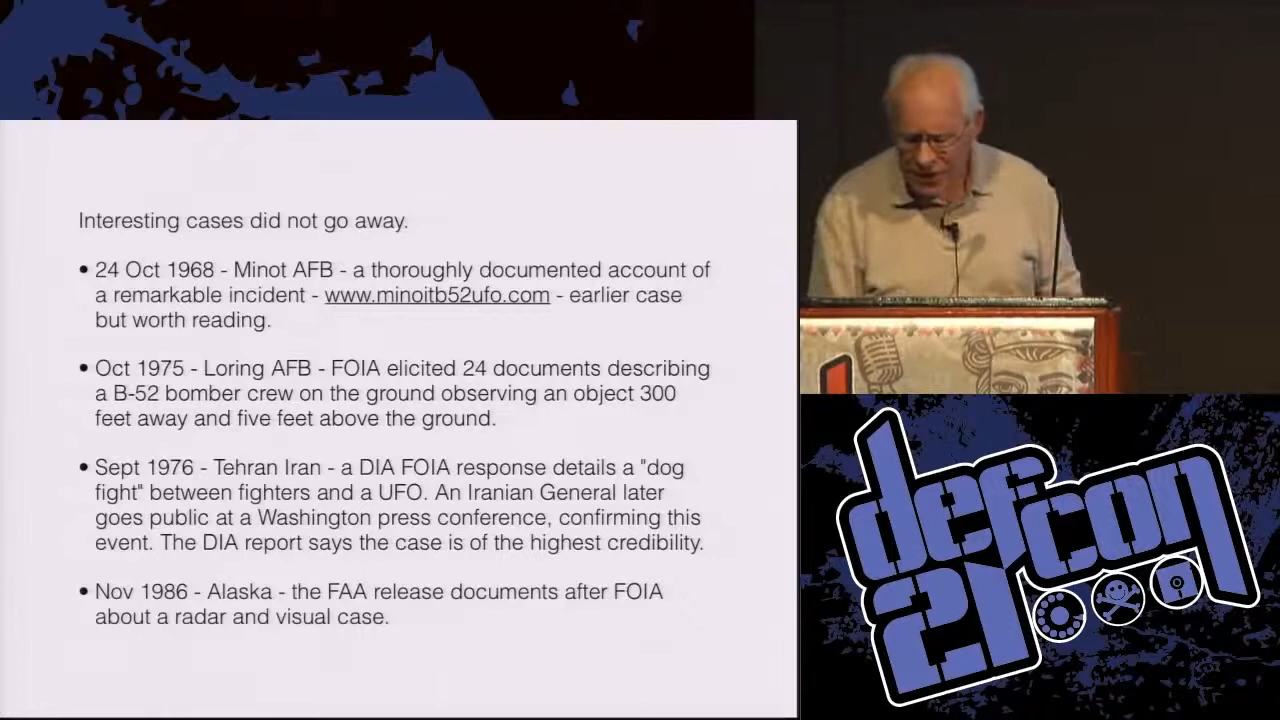 Interesting cases did not go away.
• 24 Oct 1968 - Minot AFB - a thoroughly documented account of
a remarkable incident - www.minoitb52ufo.com - earlier case
but worth reading.
• Oct 1975 - Loring AFB - FOIA elicited 24 documents describing
a B-52 bomber crew on the ground observing an object 300
feet away and five feet above the ground.
• Sept 1976 - Tehran Iran - a DIA FOIA response details a "dog
fight" between fighters and a UFO. An Iranian General later
goes public at a Washington press conference, confirming this
event. The DIA report says the case is of the highest credibility.
• Nov 1986 - Alaska - the FAA release documents after FOIA
about a radar and visual case.
defcon
21